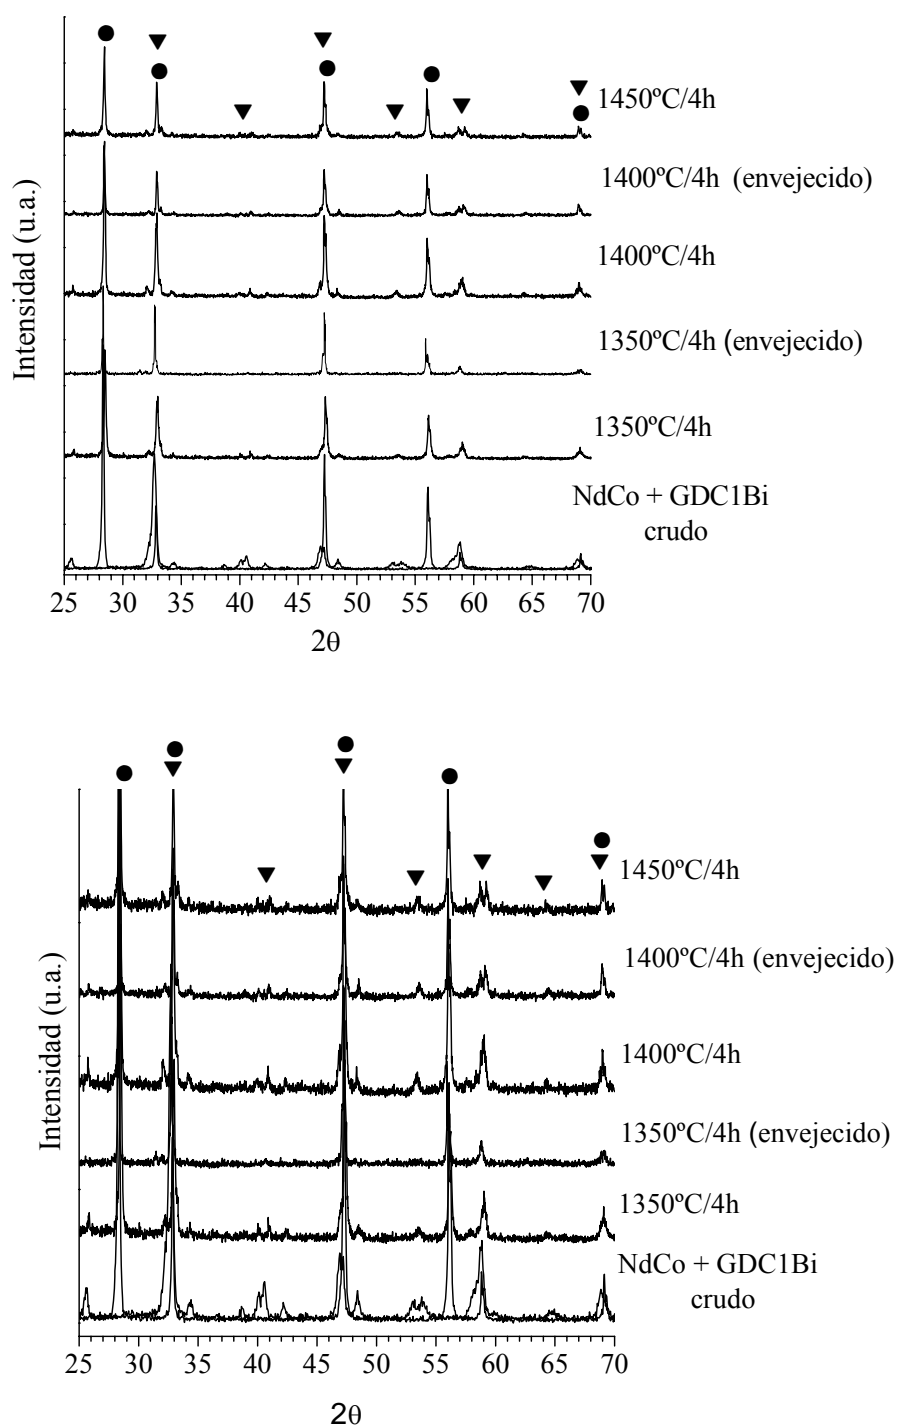 1450ºC/4h
1400ºC/4h (envejecido)
1400ºC/4h
1350ºC/4h (envejecido)
1350ºC/4h
NdCo + GDC1Bi
crudo
Intensidad (u.a.)
25 30 35 40 45 50 55 60 65 70
2θ
1450ºC/4h
1400ºC/4h (envejecido)
1400ºC/4h
1350ºC/4h (envejecido)
1350ºC/4h
NdCo + GDC1Bi
crudo
Intensidad (u.a.)
25 30 35 40 45 50 55 60 65 70
2θ